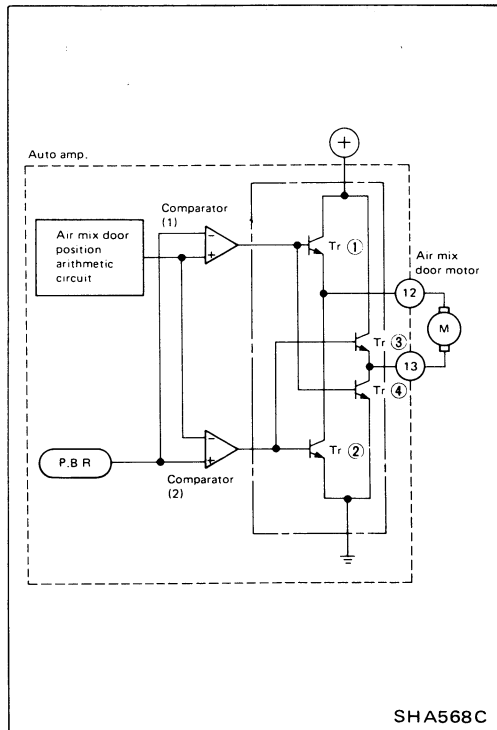 Auto amp.
Comparator
(1)
Air mix door
position
arithmetic
circuit
+
Tr ①
Air mix
door motor
12
M
Tr ③
13
Tr ④
P.B R
Comparator
(2)
Tr ②
−
+
−
+
SHA568C